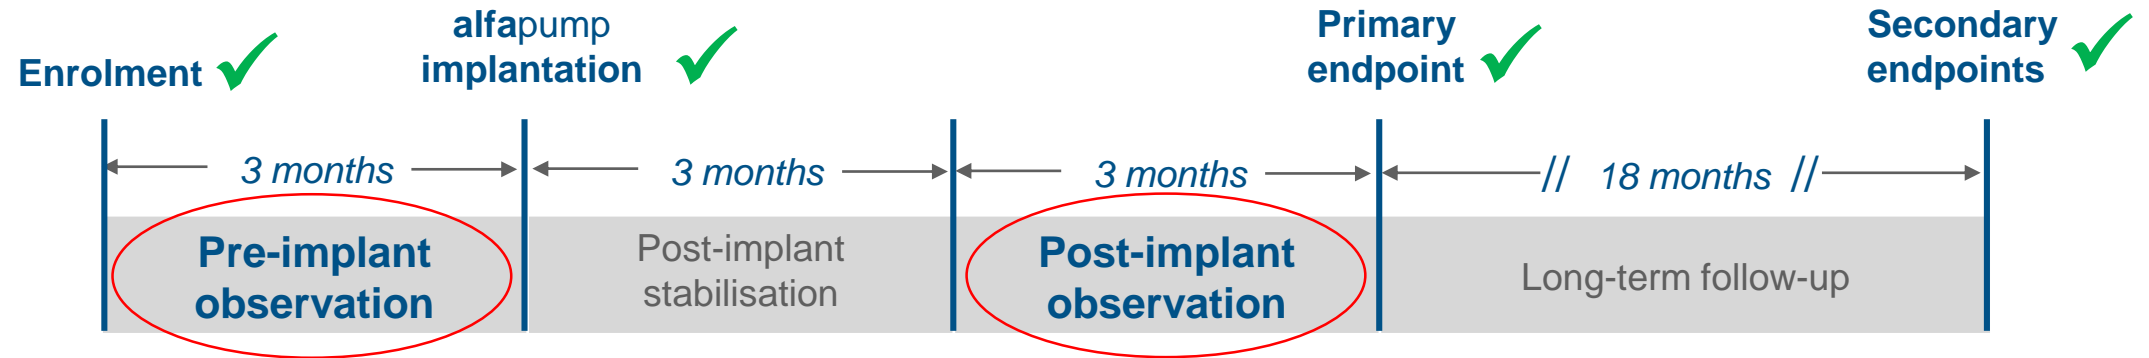 Enrolment
alfapump
implantation
Primary
endpoint
Secondary
endpoints
3 months
3 months
3 months
// 18 months //
Pre-implant
observation
Post-implant
stabilisation
Post-implant
observation
Long-term follow-up